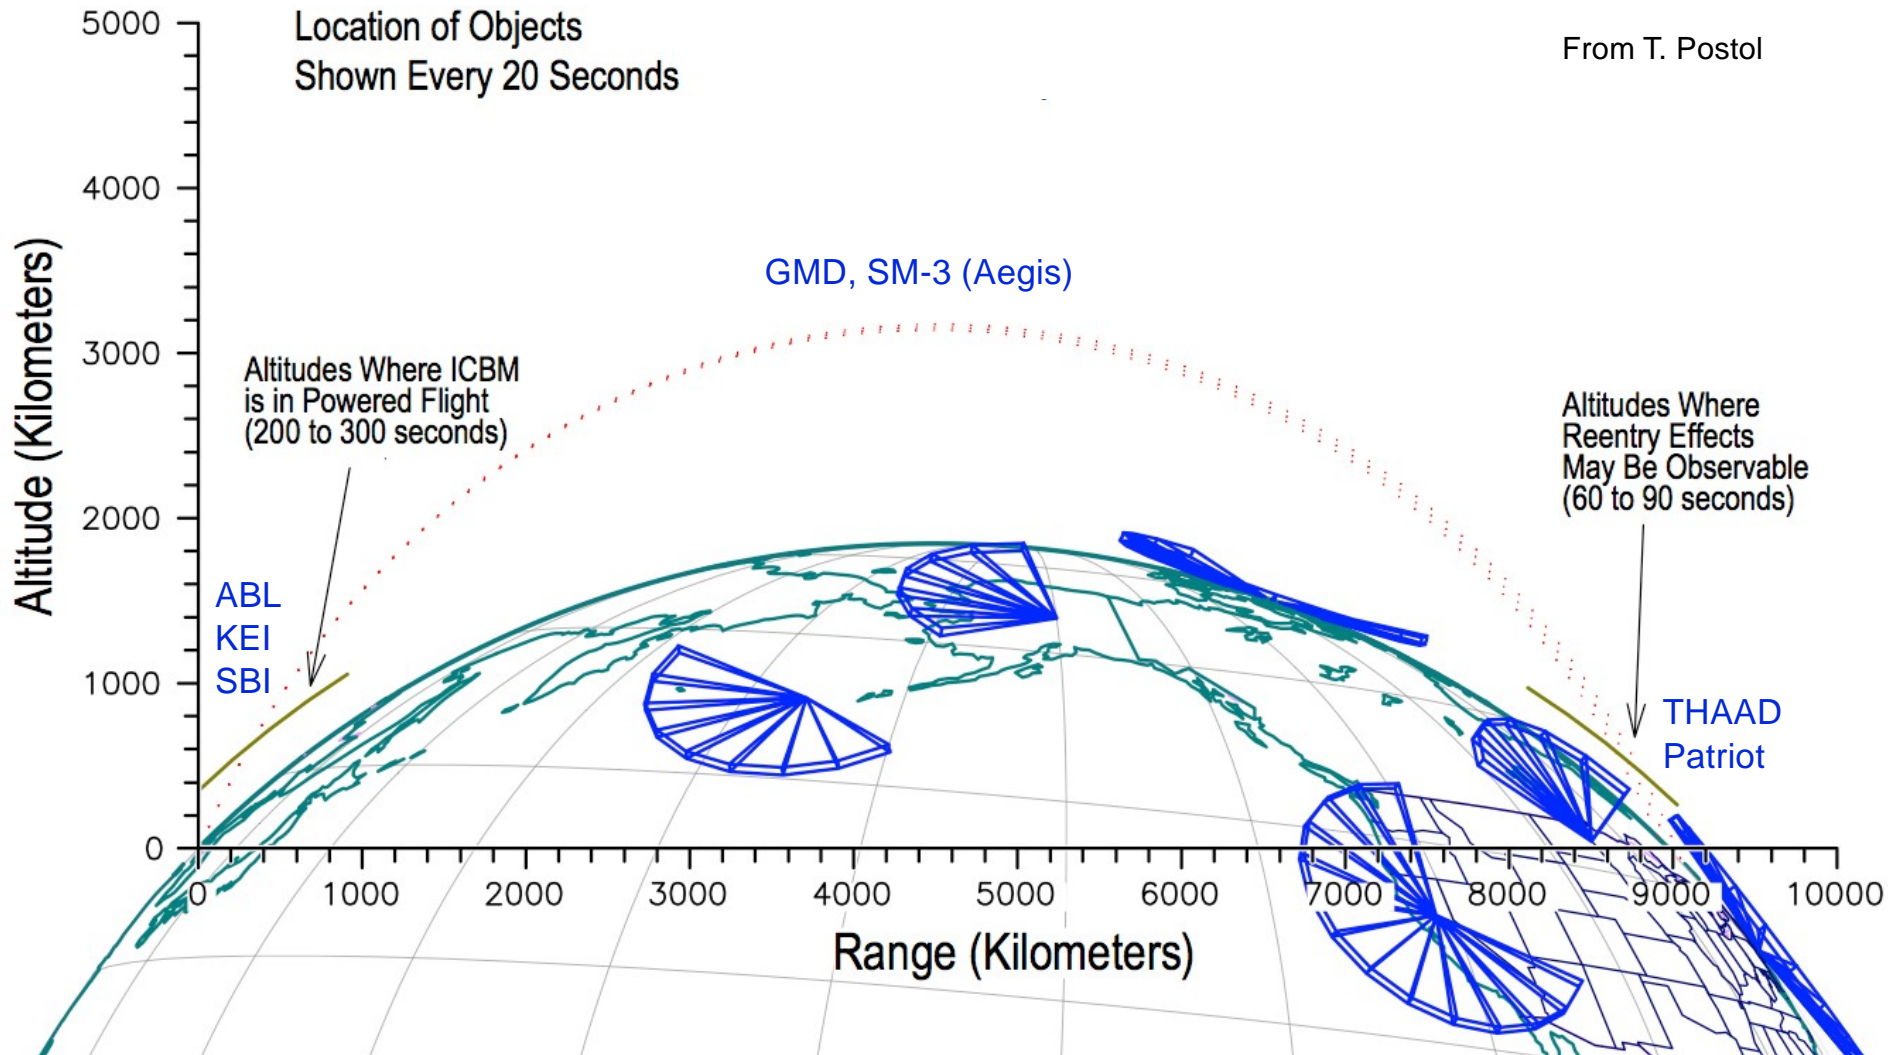 Location of Objects
Shown Every 20 Seconds
From T. Postol
5000
4000
3000
2000
1000
0
Altitude (Kilometers)
GMD, SM-3 (Aegis)
Altitudes Where ICBM
is in Powered Flight
(200 to 300 seconds)
Altitudes Where
Reentry Effects
May Be Observable
(60 to 90 seconds)
ABL
KEI
SBI
THAAD
Patriot
0 1000 2000 3000 4000 5000 6000 7000 8000 9000 10000
Range (Kilometers)